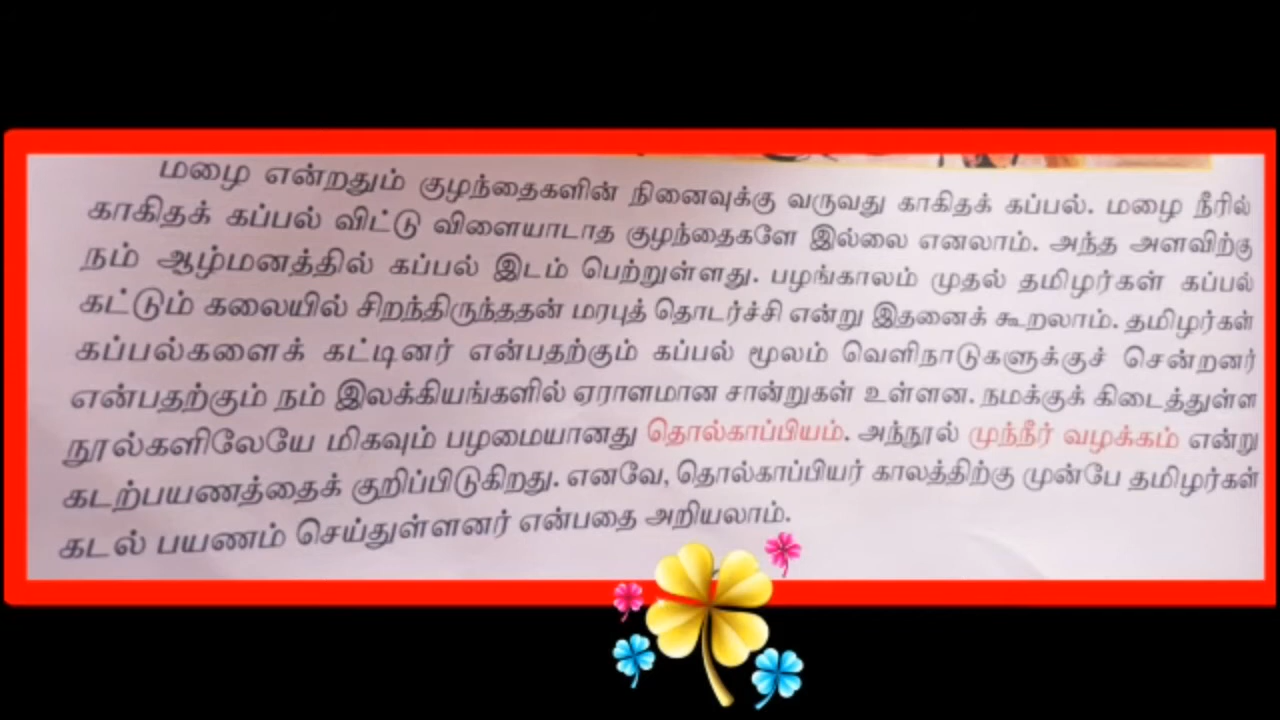 மழை என்றதும் குழந்தைகளின் நினைவுக்கு வருவது காகிதக் கப்பல். மழை நீரில்
காகிதக் கப்பல் விட்டு விளையாடாத குழந்தைகளே இல்லை எனலாம். அந்த அளவிற்கு
நம் ஆழ்மனத்தில் கப்பல் இடம் பெற்றுள்ளது. பழங்காலம் முதல் தமிழர்கள் கப்பல்
கட்டும் கலையில் சிறந்திருந்ததன் மரபுத் தொடர்ச்சி என்று இதனைக் கூறலாம். தமிழர்கள்
கப்பல்களைக் கட்டினர் என்பதற்கும் கப்பல் மூலம் வெளிநாடுகளுக்குச் சென்றனர்
என்பதற்கும் நம் இலக்கியங்களில் ஏராளமான சான்றுகள் உள்ளன. நமக்குக் கிடைத்துள்ள
நூல்களிலேயே மிகவும் பழமையானது தொல்காப்பியம். அந்நூல் முந்நீர் வழக்கம் என்று
கடற்பயணத்தைக் குறிப்பிடுகிறது. எனவே, தொல்காப்பியர் காலத்திற்கு முன்பே தமிழர்கள்
கடல் பயணம் செய்துள்ளனர் என்பதை அறியலாம்.